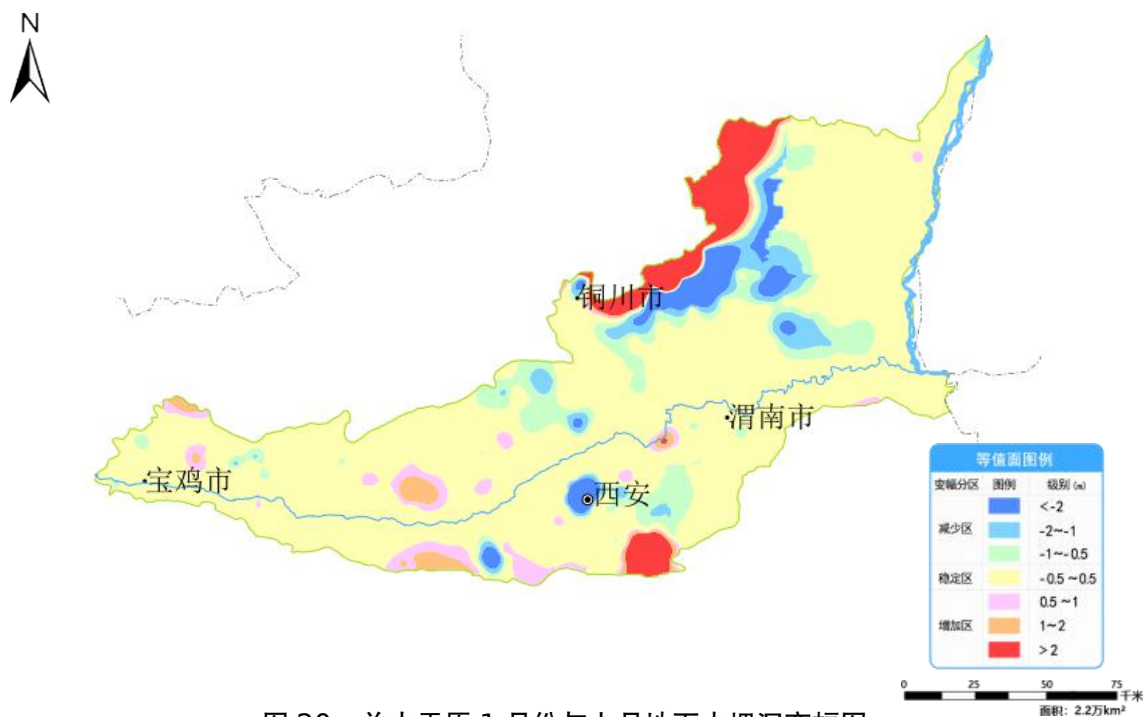 N
铜川市
渭南市
宝鸡市
西安
等值面图例
变幅分区 图例 级别 (m)
减少区
<-2
-2~-1
-1~-0.5
稳定区 -0.5~0.5
增加区
0.5~1
1~2
>2
0 25 50 75 千米
面积：2.2万km²